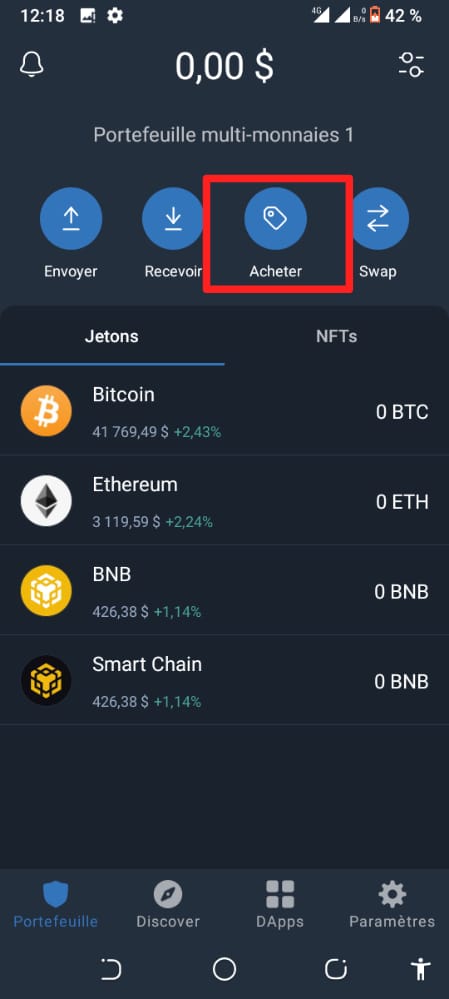 12:18
4G
0 B/s
42 %
0,00 $
Portefeuille multi-monnaies 1
Envoyer
Recevoir
Acheter
Swap
Jetons
NFTs
Bitcoin
41 769,49 $ +2,43%
0 BTC
Ethereum
3 119,59 $ +2,24%
0 ETH
BNB
426,38 $ +1,14%
0 BNB
Smart Chain
426,38 $ +1,14%
0 BNB
Portefeuille
Discover
DApps
Paramètres